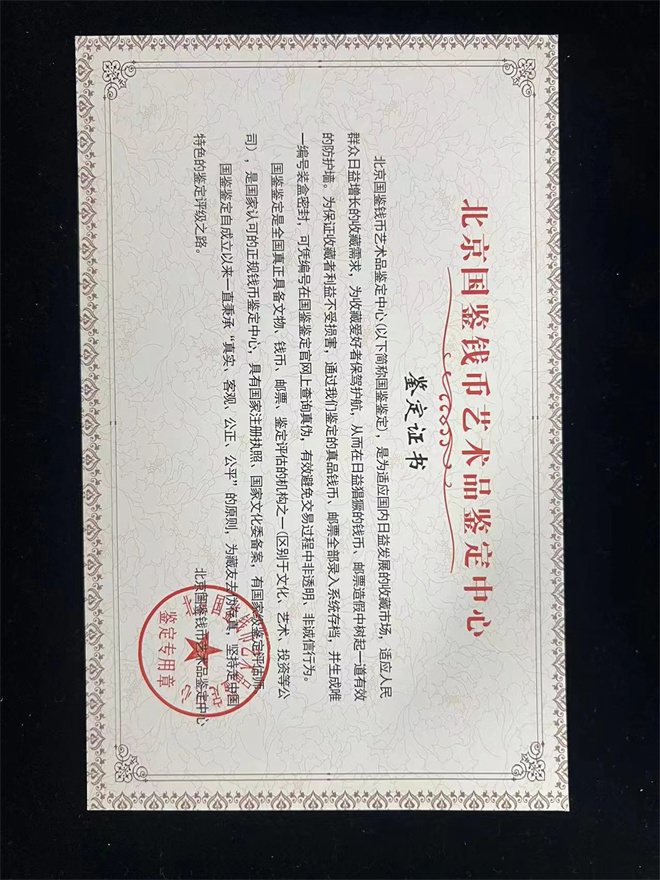 北京国鉴钱币艺术品鉴定中心
鉴定证书
北京国鉴钱币艺术品鉴定中心(以下简称国鉴鉴定)，是为适应国内日益发展的收藏市场，适应人民
群众日益增长的收藏需求，为收藏爱好者保驾护航，从而在日益猖獗的钱币、邮票造假中树起一道有效
的防护墙。为保证收藏者利益不受损害，通过我们鉴定的真品钱币、邮票全部录入系统存档，并生成唯
一编号装盒密封，可凭编号在国鉴鉴定官网上查询真伪，有效避免交易过程中非透明、非诚信行为。
国鉴鉴定是全国真正具备文物、钱币、邮票、鉴定评估的机构之一(区别于文化、艺术、投资等公
司)，是国家认可的正规钱币鉴定中心，具有国家注册执照、国家文化委备案，有国家级鉴定评估师
国鉴鉴定自成立以来一直秉承“真实、客观、公正、公平”的原则，为藏友去伪存真，坚持走中国
特色的鉴定评级之路。
北京国鉴钱币艺术品鉴定中心
鉴定专用章